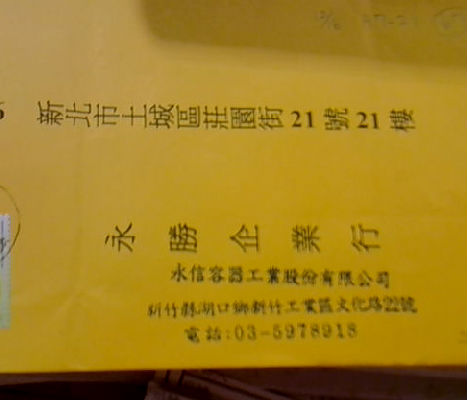 新北市土城區莊園街21號21樓
永勝企業行
永信容器工業股份有限公司
新竹縣湖口鄉新竹工業區文化路22號
電話:03-5978918